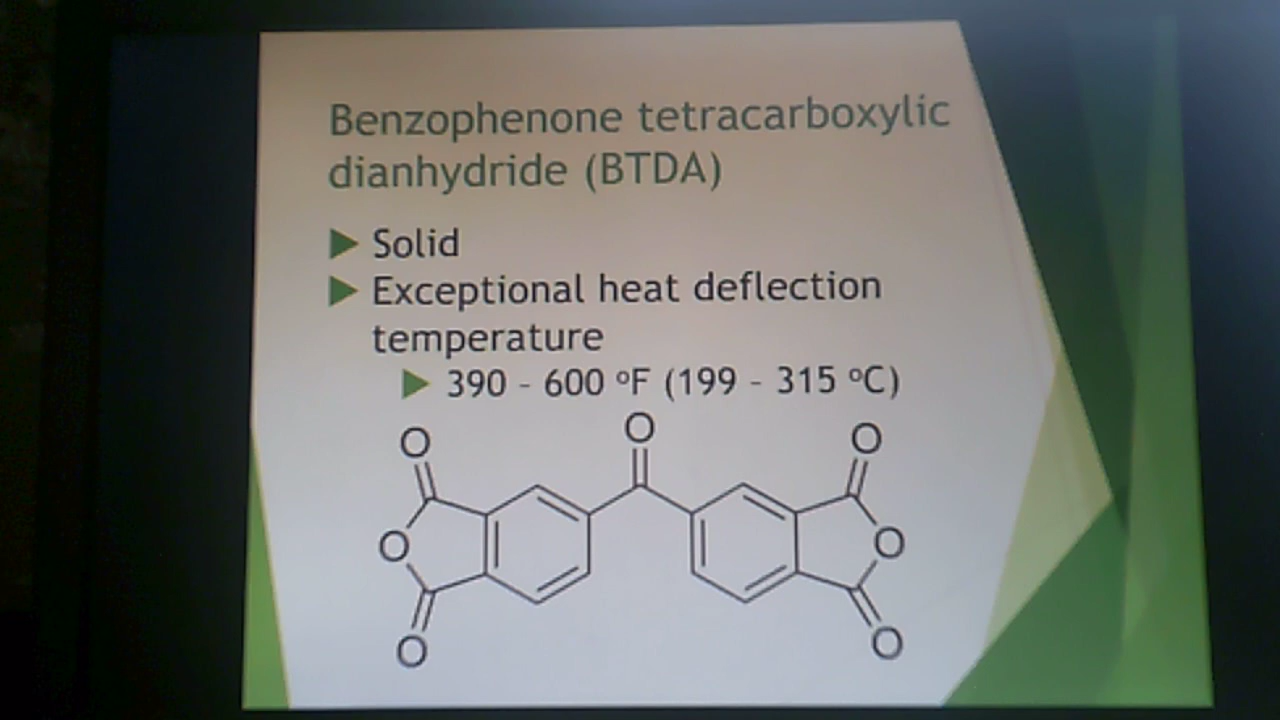 Benzophenone tetracarboxylic
dianhydride (BTDA)
Solid
Exceptional heat deflection
temperature
390 - 600 ºF (199 - 315 ºC)
O
O
O
O
O
O
O